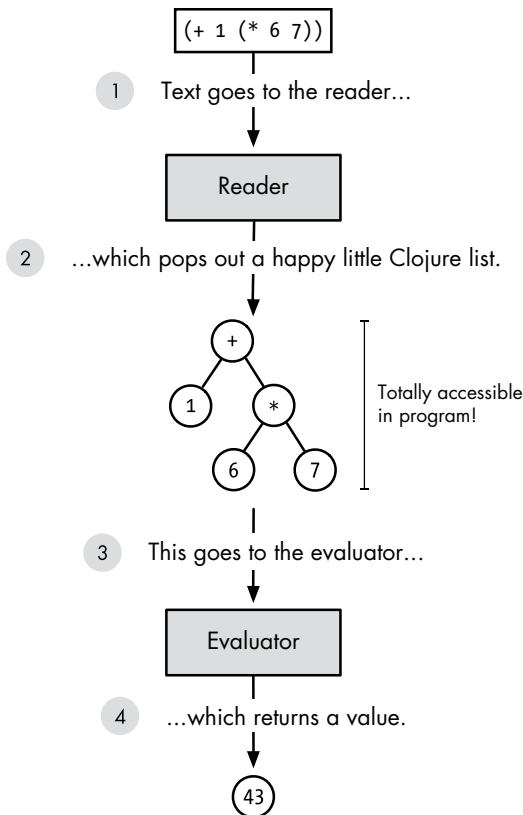 (+ 1 (* 6 7))
1 Text goes to the reader...
Reader
2 ...which pops out a happy little Clojure list.
+
1 *
6 7
Totally accessible
in program!
3 This goes to the evaluator...
Evaluator
4 ...which returns a value.
43